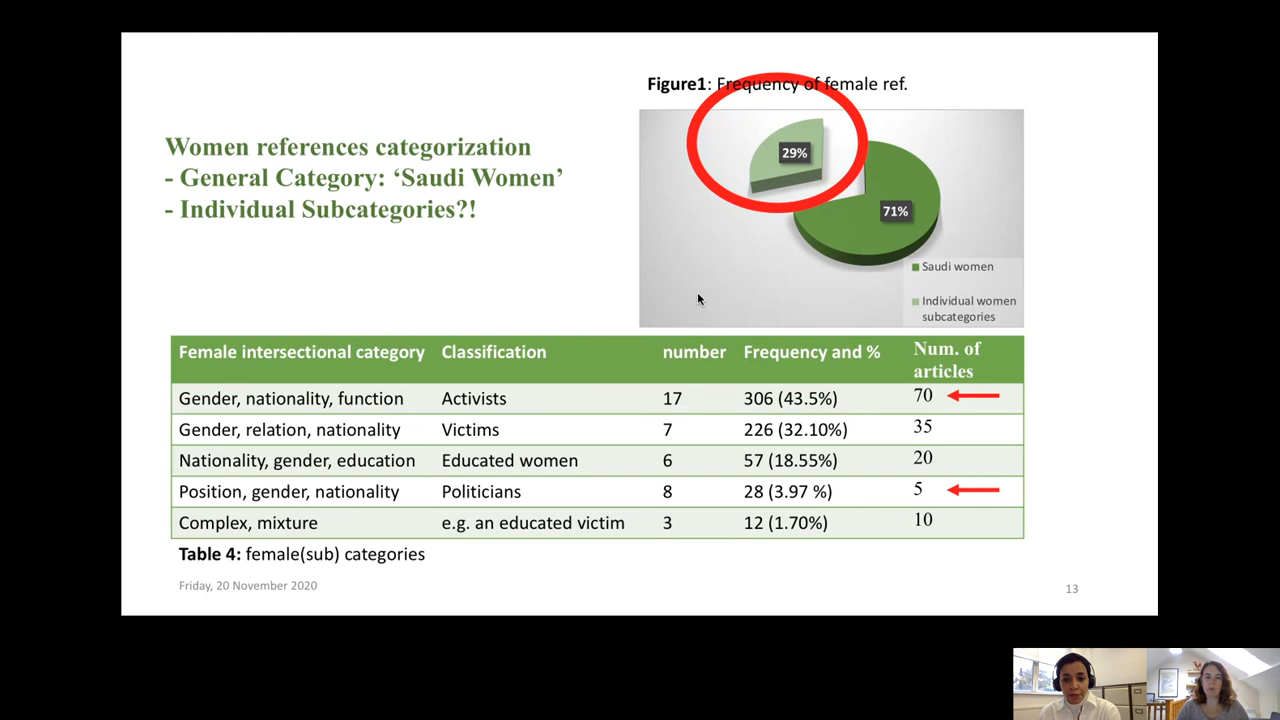 Figure1: Frequency of female ref.
Women references categorization
- General Category: ‘Saudi Women’
- Individual Subcategories?!
29%
71%
Saudi women
Individual women
subcategories
Female intersectional category Classification number Frequency and % Num. of articles
Gender, nationality, function Activists 17 306 (43.5%) 70
Gender, relation, nationality Victims 7 226 (32.10%) 35
Nationality, gender, education Educated women 6 57 (18.55%) 20
Position, gender, nationality Politicians 8 28 (3.97 %) 5
Complex, mixture e.g. an educated victim 3 12 (1.70%) 10
Table 4: female(sub) categories
Friday, 20 November 2020 13